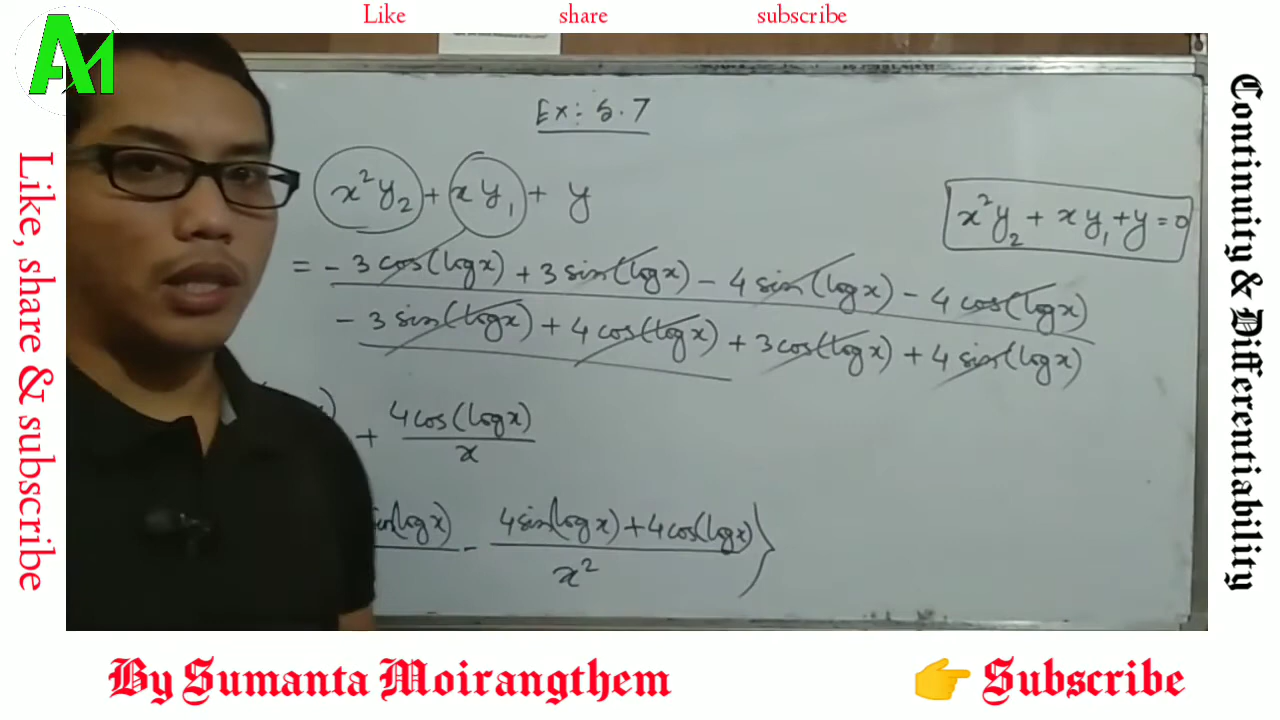 Like share subscribe
AM
Like, share & subscribe
Ex: 5.7
x²y₂ + xy₁ + y
x²y₂ + xy₁ + y = 0
= - 3 cos(log x) + 3 sin(log x) - 4 sin(log x) - 4 cos(log x)
- 3 sin(log x) + 4 cos(log x) + 3 cos(log x) + 4 sin(log x)
+ 4 cos(log x) / x
(log x) - 4 sin(log x) + 4 cos(log x) / x² }
Continuity & Differentiability
By Sumanta Moirangthem
👉 Subscribe